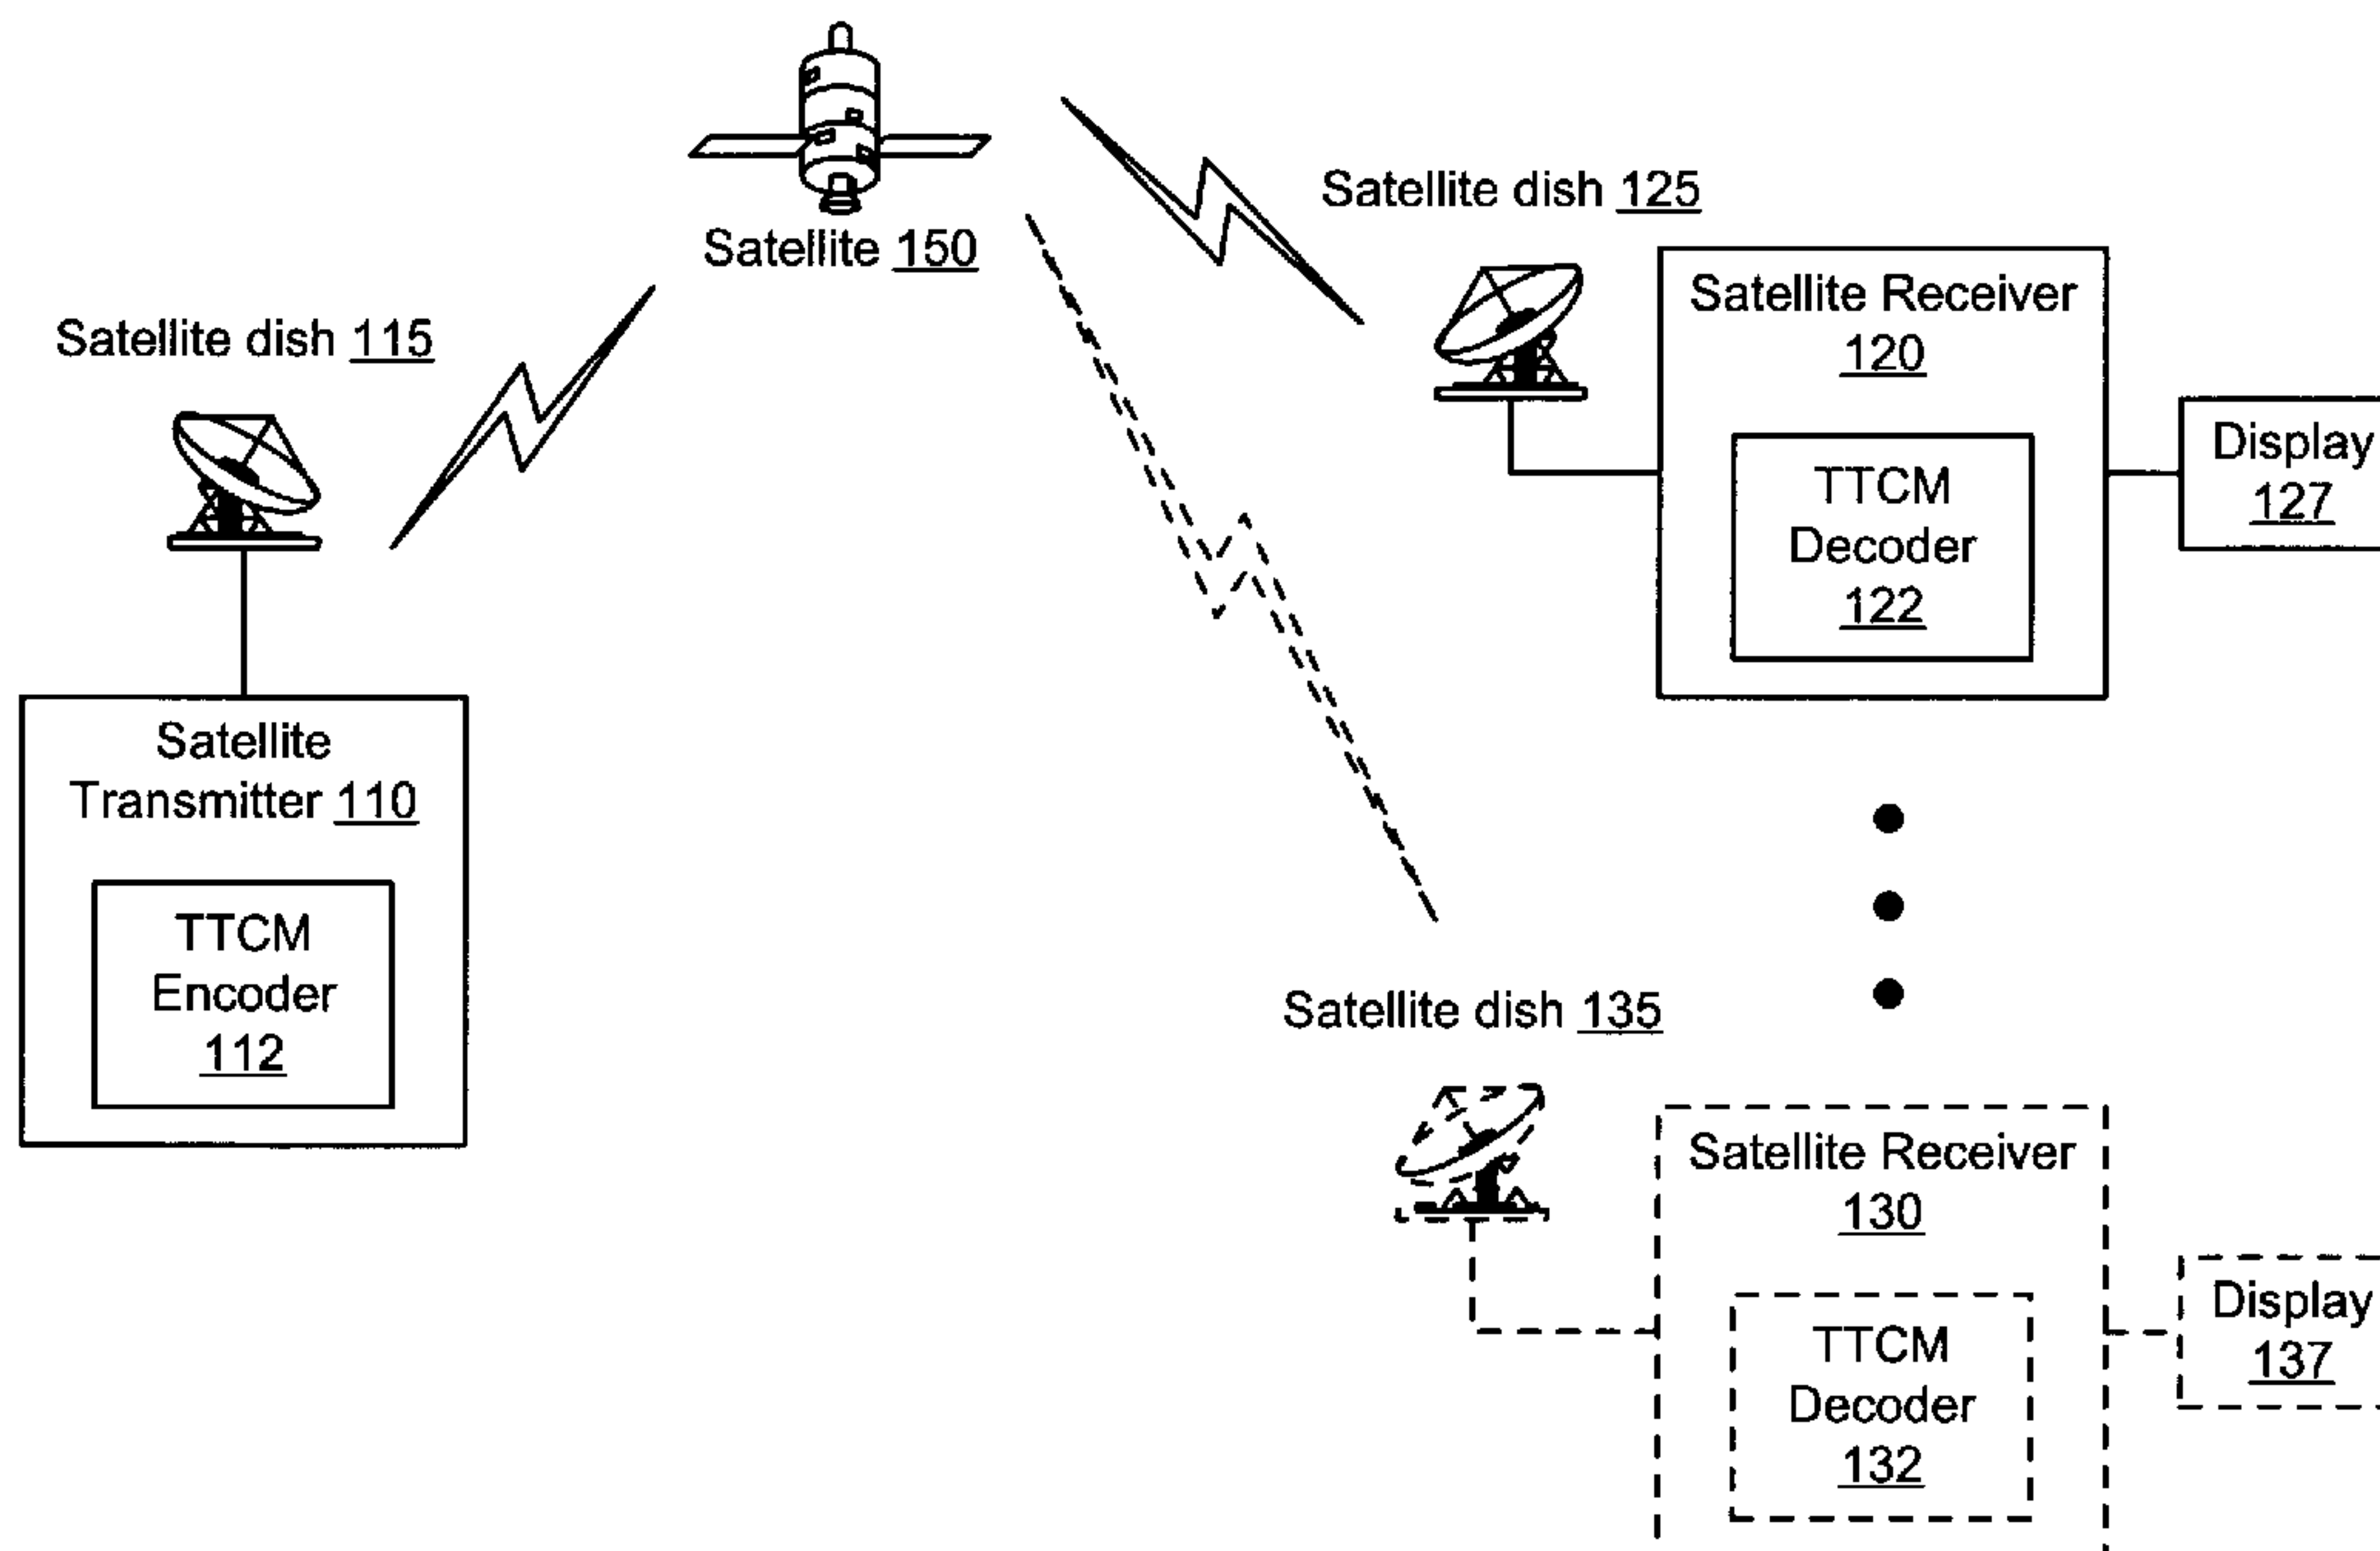 Satellite 150
Satellite dish 125
Satellite dish 115
Satellite Receiver
120
TTCM
Decoder
122
Display
127
Satellite
Transmitter 110
TTCM
Encoder
112
Satellite dish 135
Satellite Receiver
130
TTCM
Decoder
132
Display
137